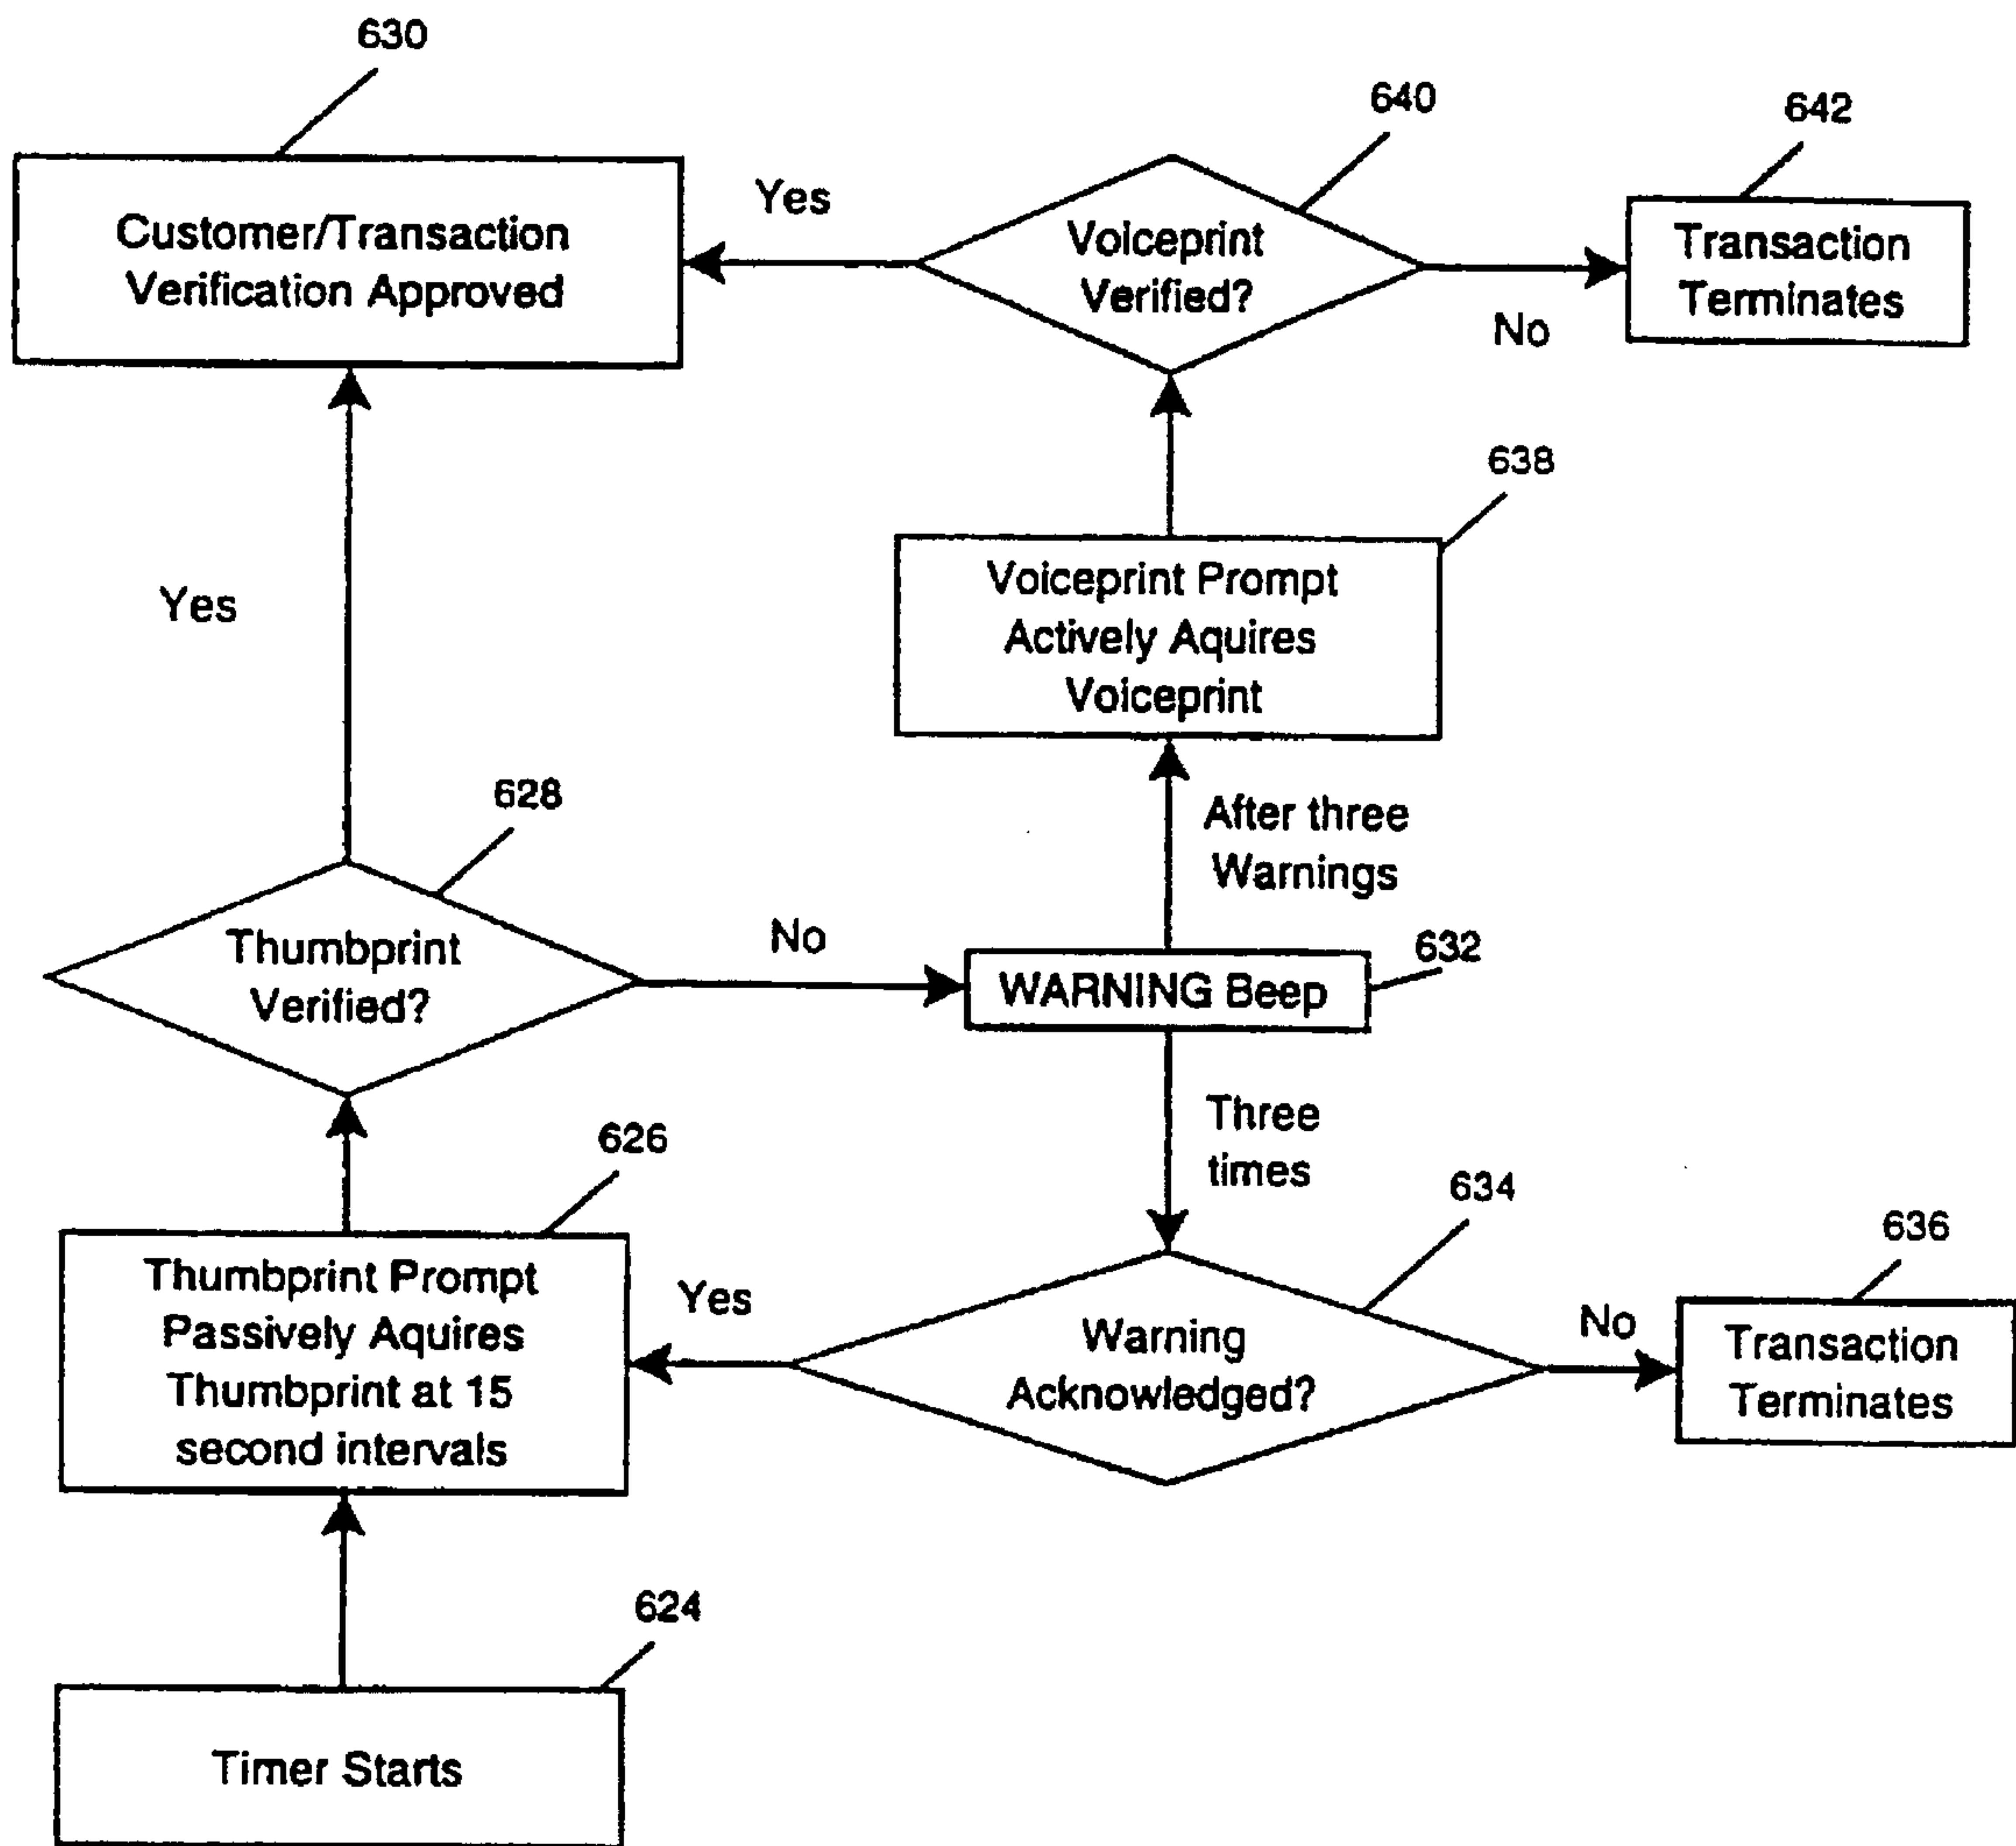 630
640
642
Customer/Transaction
Verification Approved
Yes
Voiceprint
Verified?
No
Transaction
Terminates
638
Voiceprint Prompt
Actively Aquires
Voiceprint
Yes
After three
Warnings
628
Thumbprint
Verified?
No
632
WARNING Beep
Three
times
626
634
636
Thumbprint Prompt
Passively Aquires
Thumbprint at 15
second intervals
Yes
Warning
Acknowledged?
No
Transaction
Terminates
624
Timer Starts